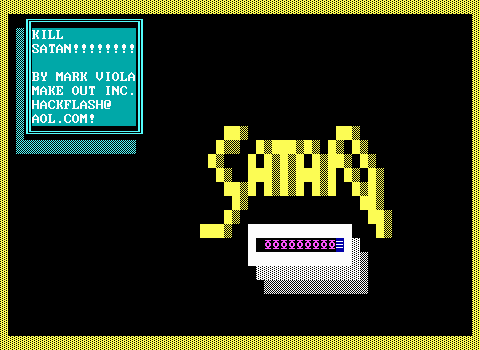 KILL
SATAN!!!!!!!!
BY MARK VIOLA
MAKE OUT INC.
HACKFLASH@
AOL.COM!
SATAN